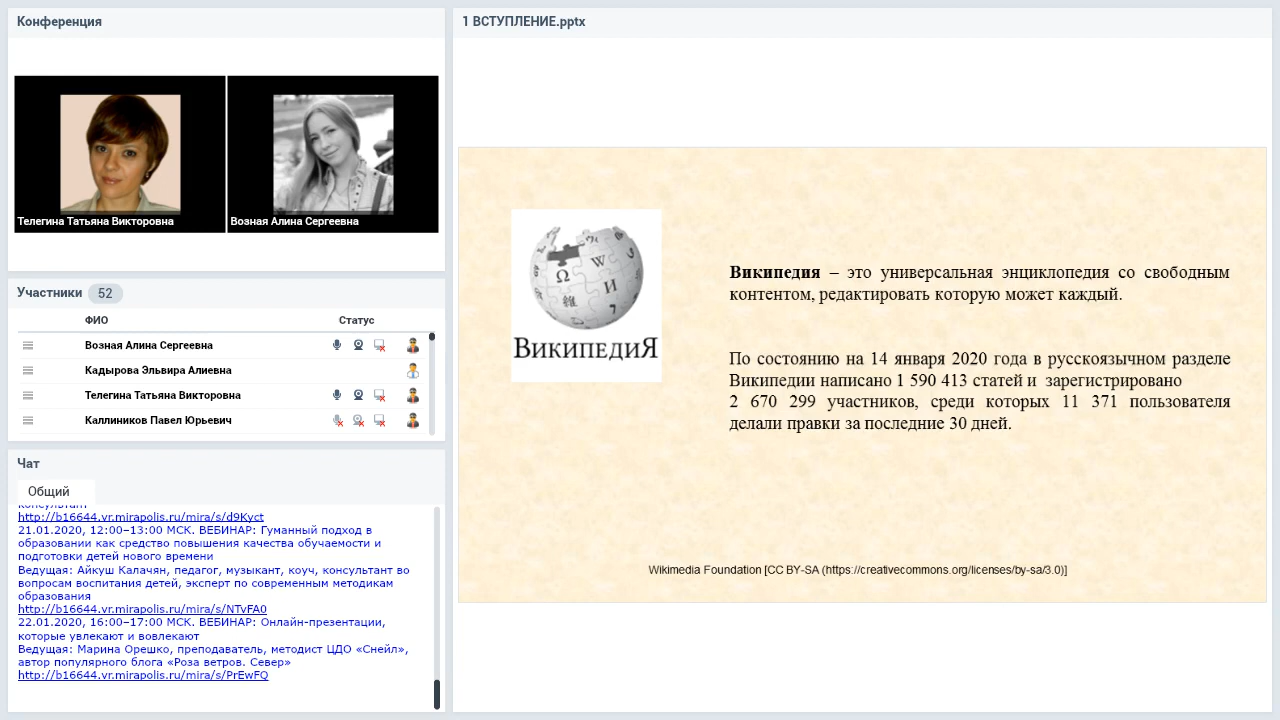 Конференция
Телегина Татьяна Викторовна
Возная Алина Сергеевна
Участники 52
ФИО Статус
Возная Алина Сергеевна
Кадырова Эльвира Алиевна
Телегина Татьяна Викторовна
Каллиников Павел Юрьевич
Чат
Общий
консультант
http://b16644.vr.mirapolis.ru/mira/s/d9Kyct
21.01.2020, 12:00–13:00 МСК. ВЕБИНАР: Гуманный подход в
образовании как средство повышения качества обучаемости и
подготовки детей нового времени
Ведущая: Айкуш Калачян, педагог, музыкант, коуч, консультант во
вопросам воспитания детей, эксперт по современным методикам
образования
http://b16644.vr.mirapolis.ru/mira/s/NTvFA0
22.01.2020, 16:00–17:00 МСК. ВЕБИНАР: Онлайн-презентации,
которые увлекают и вовлекают
Ведущая: Марина Орешко, преподаватель, методист ЦДО «Снейл»,
автор популярного блога «Роза ветров. Север»
http://b16644.vr.mirapolis.ru/mira/s/PrEwFQ
1 ВСТУПЛЕНИЕ.pptx
Ω W И 維
ВИКИПЕДИЯ
Википедия – это универсальная энциклопедия со свободным
контентом, редактировать которую может каждый.
По состоянию на 14 января 2020 года в русскоязычном разделе
Википедии написано 1 590 413 статей и зарегистрировано
2 670 299 участников, среди которых 11 371 пользователя
делали правки за последние 30 дней.
Wikimedia Foundation [CC BY-SA (https://creativecommons.org/licenses/by-sa/3.0)]